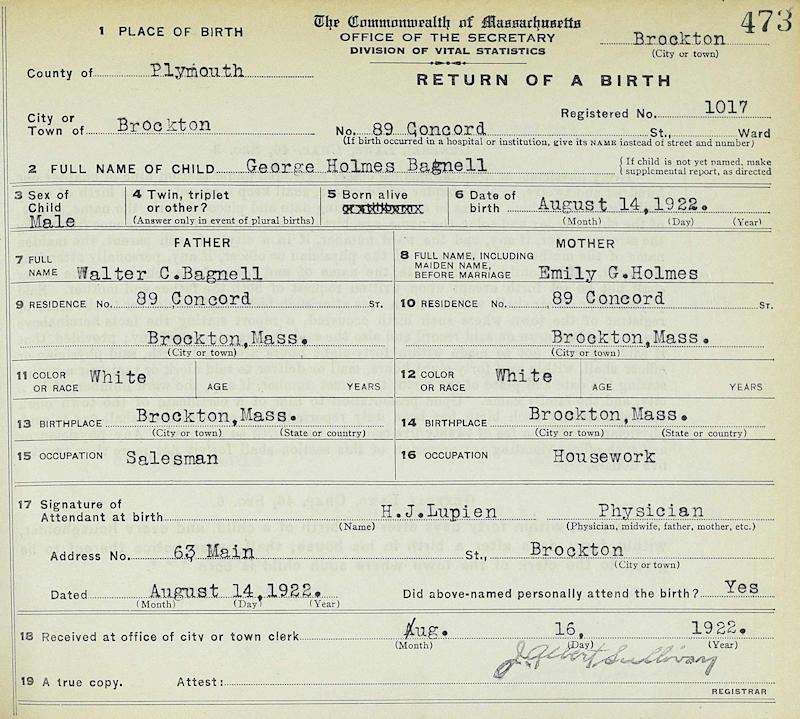 473
1 PLACE OF BIRTH
The Commonwealth of Massachusetts
OFFICE OF THE SECRETARY
DIVISION OF VITAL STATISTICS
Brockton
(City or town)
County of Plymouth
RETURN OF A BIRTH
Registered No. 1017
City or
Town of Brockton
No. 89 Concord St., Ward
(If birth occurred in a hospital or institution, give its NAME instead of street and number)
2 FULL NAME OF CHILD George Holmes Bagnell
{ If child is not yet named, make
{ supplemental report, as directed
3 Sex of
Child
Male
4 Twin, triplet
or other?
(Answer only in event of plural births)
5 Born alive
6 Date of
birth August 14,1922.
(Month) (Day) (Year)
FATHER
7 FULL
NAME Walter C.Bagnell
MOTHER
8 FULL NAME, INCLUDING
MAIDEN NAME,
BEFORE MARRIAGE Emily G.Holmes
9 RESIDENCE No. 89 Concord ST.
Brockton,Mass.
(City or town)
10 RESIDENCE No. 89 Concord ST.
Brockton,Mass.
(City or town)
11 COLOR
OR RACE White AGE YEARS
12 COLOR
OR RACE White AGE YEARS
13 BIRTHPLACE Brockton,Mass.
(City or town) (State or country)
14 BIRTHPLACE Brockton,Mass.
(City or town) (State or country)
15 OCCUPATION Salesman
16 OCCUPATION Housework
17 Signature of
Attendant at birth H.J.Lupien Physician
(Name) (Physician, midwife, father, mother, etc.)
Address No. 63 Main St., Brockton
(City or town)
Dated August 14,1922.
(Month) (Day) (Year)
Did above-named personally attend the birth? Yes
18 Received at office of city or town clerk Aug. 16, 1922.
(Month) (Day) (Year)
J. Albert Sullivan
19 A true copy. Attest:
REGISTRAR